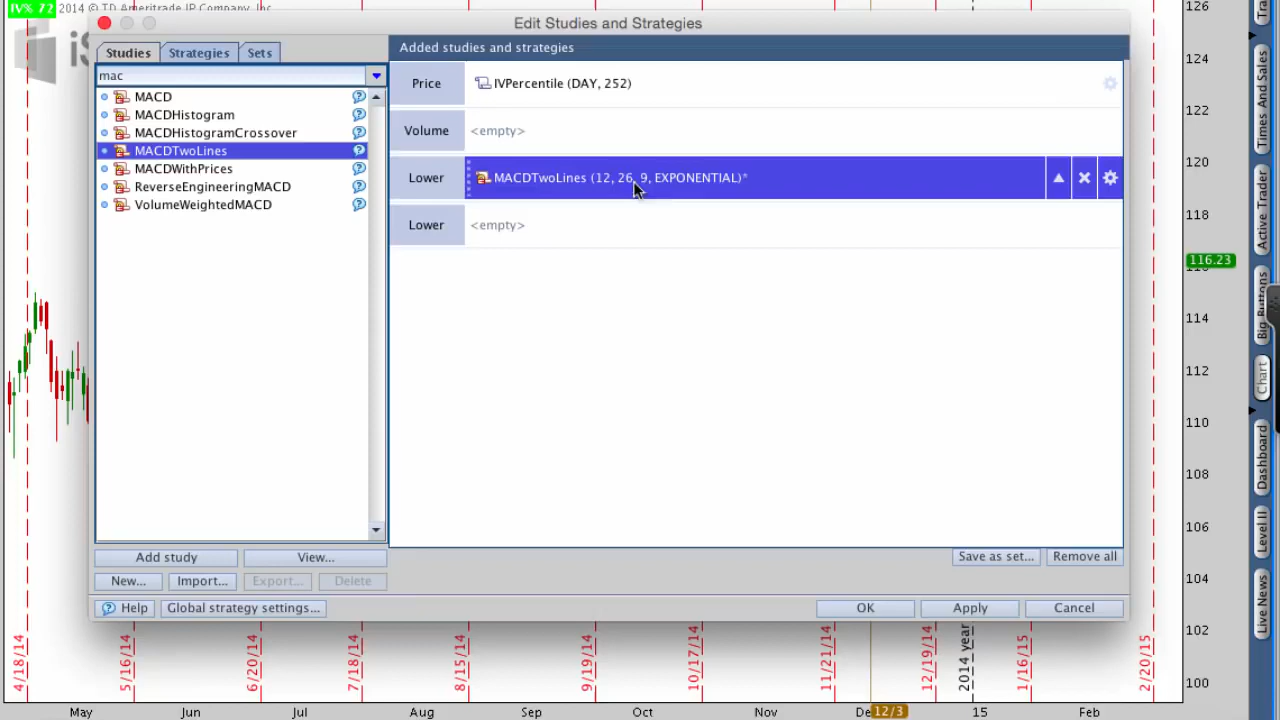 IV% 72 2014 © TD Ameritrade IP Company, Inc.
Edit Studies and Strategies
Studies Strategies Sets
mac
MACD
MACDHistogram
MACDHistogramCrossover
MACDTwoLines
MACDWithPrices
ReverseEngineeringMACD
VolumeWeightedMACD
Added studies and strategies
Price IVPercentile (DAY, 252)
Volume <empty>
Lower MACDTwoLines (12, 26, 9, EXPONENTIAL)*
Lower <empty>
Add study View...
New... Import... Export... Delete
Save as set... Remove all
Help Global strategy settings...
OK Apply Cancel
126
124
122
120
118
116.23
114
112
110
108
106
104
102
100
Times And Sales
Active Trader
Big Buttons
Chart
Dashboard
Level II
Live News
4/18/14
5/16/14
6/20/14
7/18/14
8/15/14
9/19/14
10/17/14
11/21/14
12/19/14
2014 year
1/16/15
2/20/15
May Jun Jul Aug Sep Oct Nov De 12/3 15 Feb